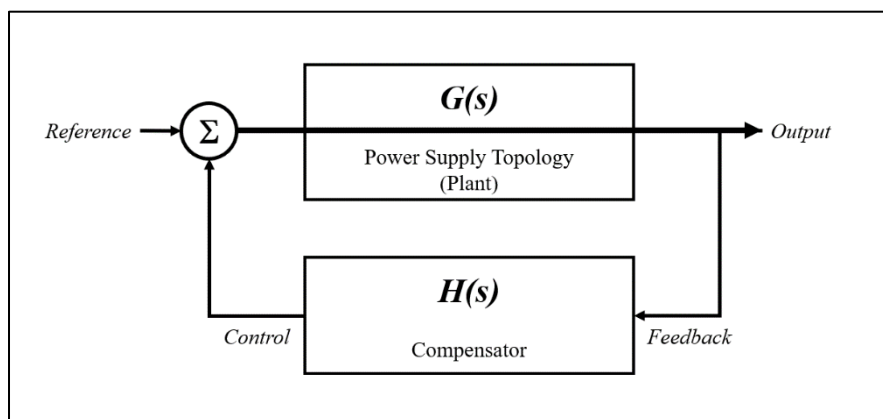 G(s)
Reference
Σ
Output
Power Supply Topology
(Plant)
H(s)
Control
Feedback
Compensator